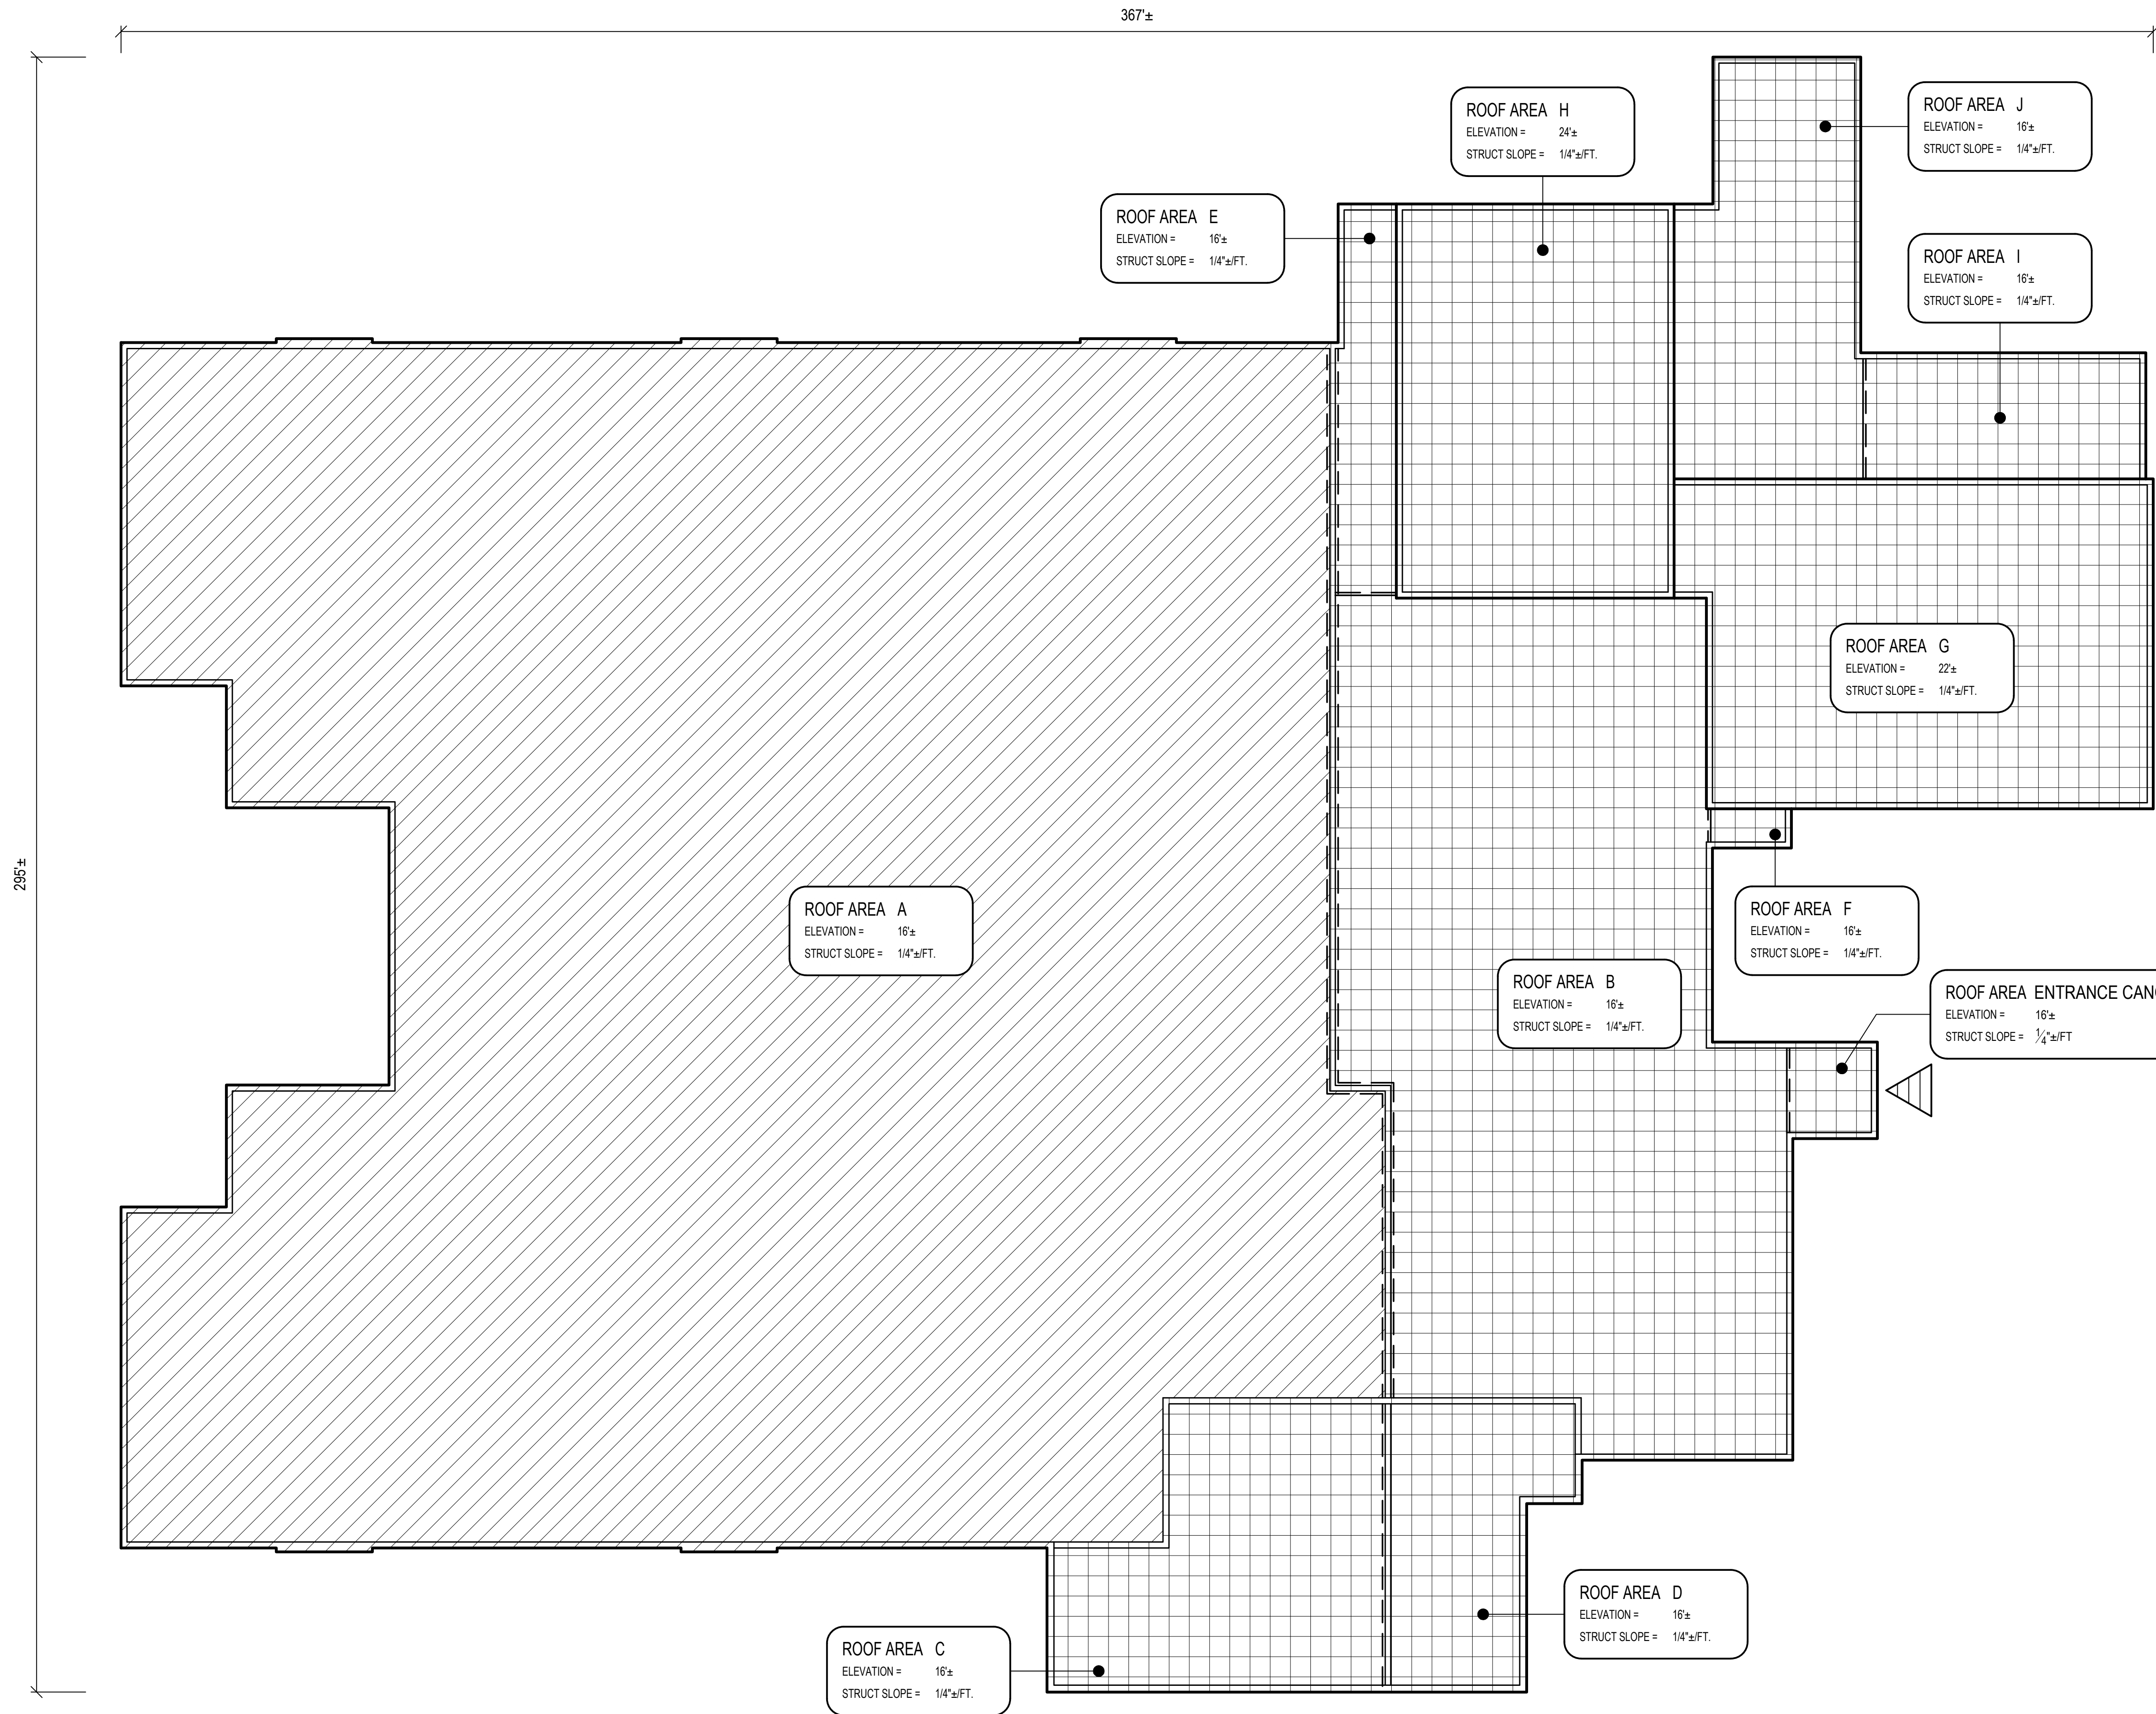 367'±
295'±
ROOF AREA H
ELEVATION = 24'±
STRUCT SLOPE = 1/4"±/FT.
ROOF AREA J
ELEVATION = 16'±
STRUCT SLOPE = 1/4"±/FT.
ROOF AREA E
ELEVATION = 16'±
STRUCT SLOPE = 1/4"±/FT.
ROOF AREA I
ELEVATION = 16'±
STRUCT SLOPE = 1/4"±/FT.
ROOF AREA G
ELEVATION = 22'±
STRUCT SLOPE = 1/4"±/FT.
ROOF AREA A
ELEVATION = 16'±
STRUCT SLOPE = 1/4"±/FT.
ROOF AREA F
ELEVATION = 16'±
STRUCT SLOPE = 1/4"±/FT.
ROOF AREA B
ELEVATION = 16'±
STRUCT SLOPE = 1/4"±/FT.
ROOF AREA ENTRANCE
ELEVATION = 16'±
STRUCT SLOPE = 1/4"±/FT
ROOF AREA D
ELEVATION = 16'±
STRUCT SLOPE = 1/4"±/FT.
ROOF AREA C
ELEVATION = 16'±
STRUCT SLOPE = 1/4"±/FT.